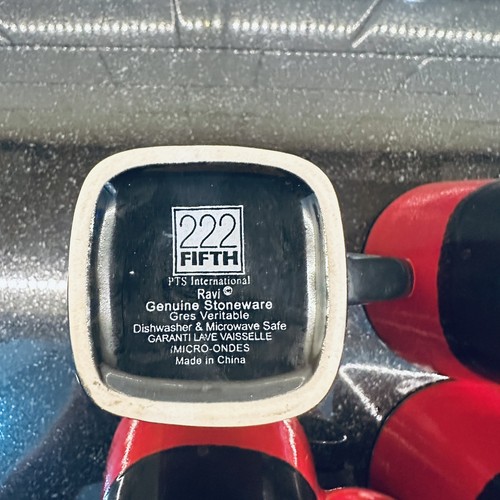 222
FIFTH
PTS International
Ravi ©
Genuine Stoneware
Gres Veritable
Dishwasher & Microwave Safe
GARANTI LAVE VAISSELLE
/MICRO-ONDES
Made in China